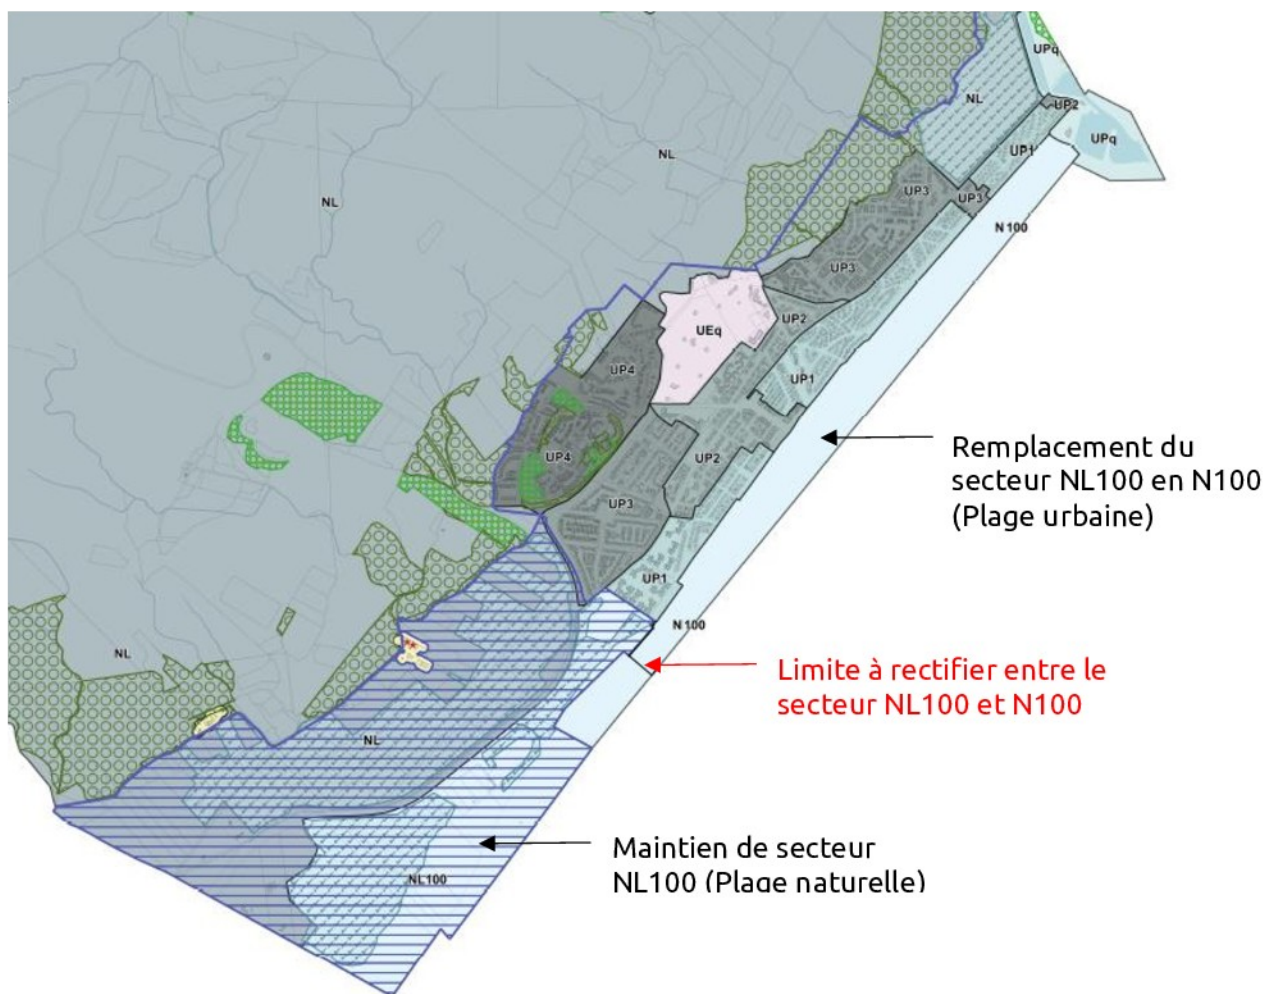 UPq
NL
UP2
UPq
UP1
NL
UP3
UP3
NL
N 100
UP3
UEq
UP2
UP4
UP1
Remplacement du
secteur NL100 en N100
(Plage urbaine)
UP4
UP2
UP3
UP1
N 100
NL
Limite à rectifier entre le
secteur NL100 et N100
NL
Maintien de secteur
NL100 (Plage naturelle)
NL100